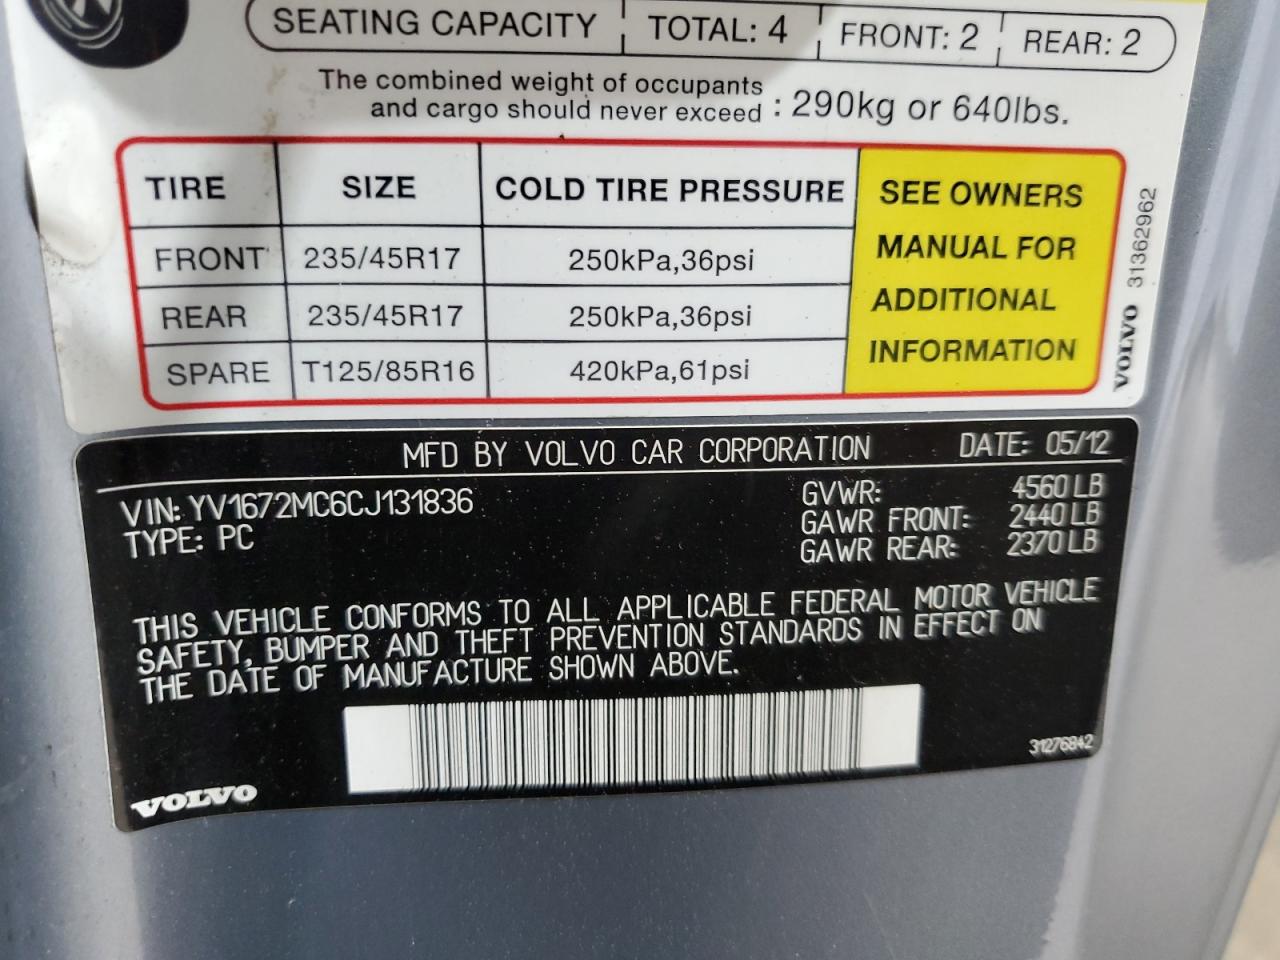 SEATING CAPACITY TOTAL: 4 FRONT: 2 REAR: 2
The combined weight of occupants
and cargo should never exceed : 290kg or 640lbs.
TIRE SIZE COLD TIRE PRESSURE
FRONT 235/45R17 250kPa,36psi
REAR 235/45R17 250kPa,36psi
SPARE T125/85R16 420kPa,61psi
SEE OWNERS
MANUAL FOR
ADDITIONAL
INFORMATION
VOLVO 31362962
MFD BY VOLVO CAR CORPORATION DATE: 05/12
VIN: YV1672MC6CJ131836
TYPE: PC
GVWR: 4560 LB
GAWR FRONT: 2440 LB
GAWR REAR: 2370 LB
THIS VEHICLE CONFORMS TO ALL APPLICABLE FEDERAL MOTOR VEHICLE
SAFETY, BUMPER AND THEFT PREVENTION STANDARDS IN EFFECT ON
THE DATE OF MANUFACTURE SHOWN ABOVE.
31276842
VOLVO